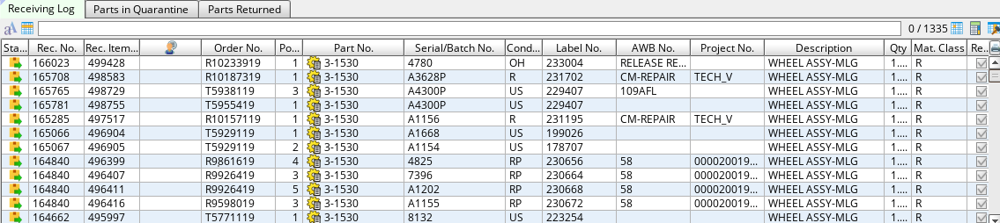 Receiving Log Parts in Quarantine Parts Returned
0 / 1335
Sta... Rec. No. Rec. Item... Order No. Po... Part No. Serial/Batch No. Cond... Label No. AWB No. Project No. Description Qty Mat. Class Re...
166023 499428 R10233919 1 3-1530 4780 OH 233004 RELEASE RE... WHEEL ASSY-MLG 1.... R
165708 498583 R10187319 1 3-1530 A3628P R 231702 CM-REPAIR TECH_V WHEEL ASSY-MLG 1.... R
165765 498729 T5938119 3 3-1530 A4300P US 229407 109AFL WHEEL ASSY-MLG 1.... R
165781 498755 T5955419 1 3-1530 A4300P US 229407 WHEEL ASSY-MLG 1.... R
165285 497517 R10157119 1 3-1530 A1156 R 231195 CM-REPAIR TECH_V WHEEL ASSY-MLG 1.... R
165066 496904 T5929119 1 3-1530 A1668 US 199026 WHEEL ASSY-MLG 1.... R
165067 496905 T5929119 2 3-1530 A1154 US 178707 WHEEL ASSY-MLG 1.... R
164840 496399 R9861619 4 3-1530 4825 RP 230656 58 000020019... WHEEL ASSY-MLG 1.... R
164840 496407 R9926419 3 3-1530 7396 RP 230664 58 000020019... WHEEL ASSY-MLG 1.... R
164840 496411 R9926419 5 3-1530 A1202 RP 230668 58 000020019... WHEEL ASSY-MLG 1.... R
164840 496416 R9598019 3 3-1530 A1155 RP 230672 58 000020019... WHEEL ASSY-MLG 1.... R
164662 495997 T5771119 1 3-1530 8132 US 223254 WHEEL ASSY-MLG 1.... R